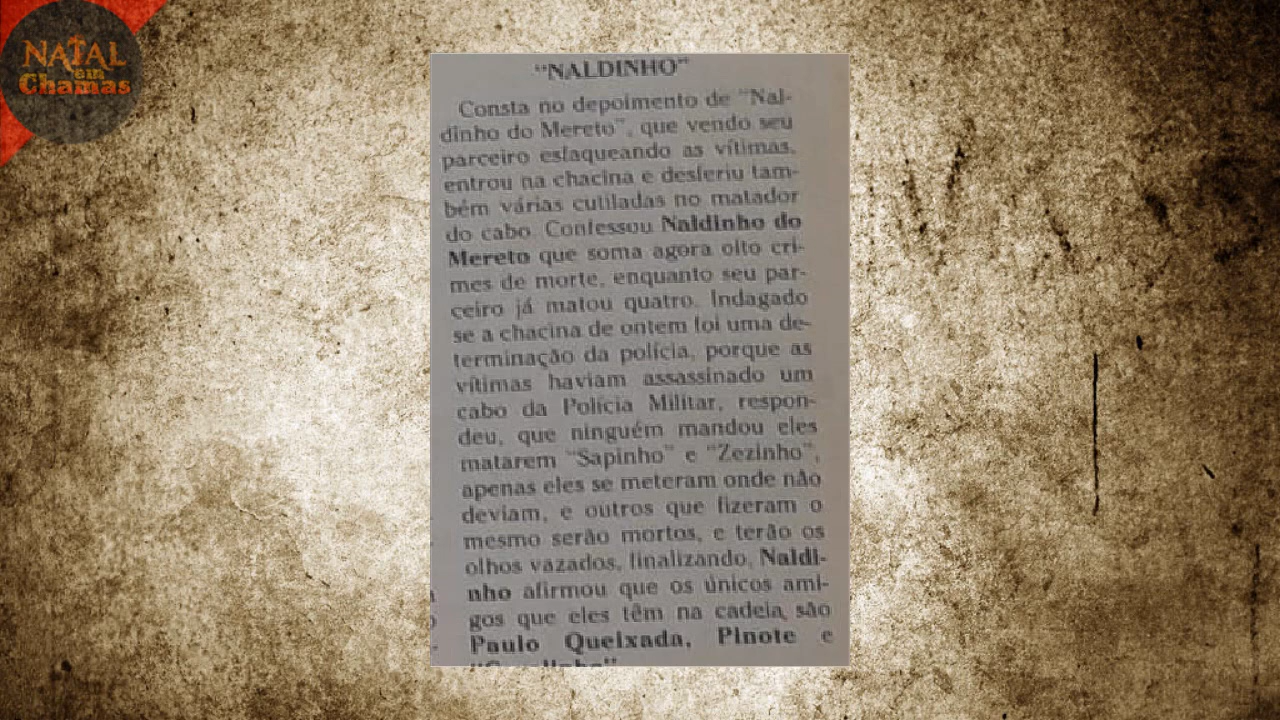 NATAL
em
Chamas
"NALDINHO"
Consta no depoimento de "Nal-
dinho do Mereto", que vendo seu
parceiro esfaqueando as vítimas,
entrou na chacina e desferiu tam-
bém várias cutiladas no matador
do cabo. Confessou Naldinho do
Mereto que soma agora oito cri-
mes de morte, enquanto seu par-
ceiro já matou quatro. Indagado
se a chacina de ontem foi uma de-
terminação da polícia, porque as
vítimas haviam assassinado um
cabo da Polícia Militar, respon-
deu, que ninguém mandou eles
matarem "Sapinho" e "Zezinho",
apenas eles se meteram onde não
deviam, e outros que fizeram o
mesmo serão mortos, e terão os
olhos vazados, finalizando, Naldi-
nho afirmou que os únicos ami-
gos que eles têm na cadeia, são
Paulo Queixada, Pinote e